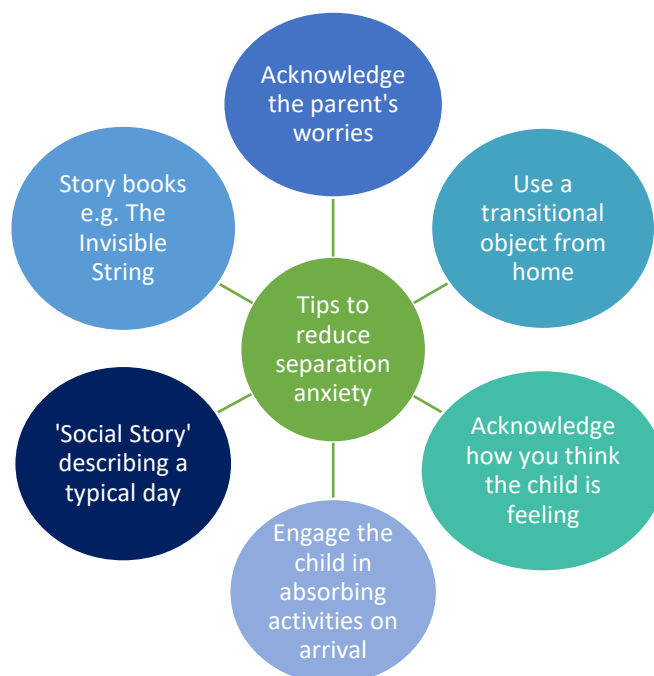 Acknowledge
the parent's
worries
Use a
transitional
object from
home
Acknowledge
how you think
the child is
feeling
Engage the
child in
absorbing
activities on
arrival
'Social Story'
describing a
typical day
Story books
e.g. The
Invisible
String
Tips to
reduce
separation
anxiety